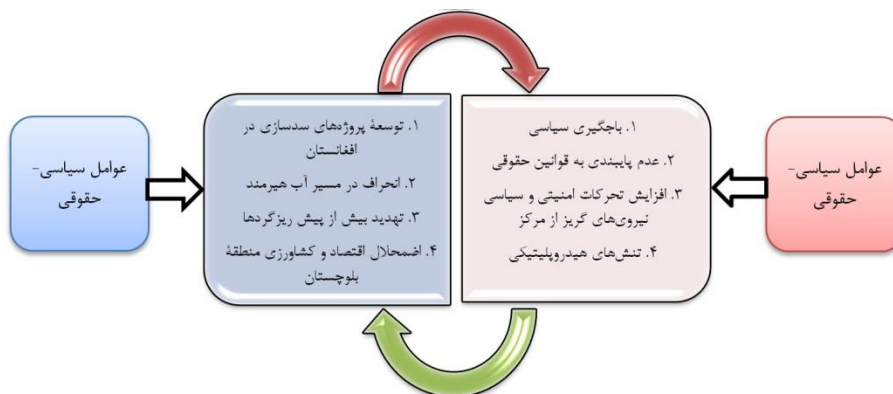 عوامل سیاسی-
حقوقی
۱. باجگیری سیاسی
۲. عدم پایبندی به قوانین حقوقی
۳. افزایش تحرکات امنیتی و سیاسی
نیروی‌های گریز از مرکز
۴. تنش‌های هیدروپلیتیکی
۱. توسعهٔ پروژه‌های سدسازی در
افغانستان
۲. انحراف در مسیر آب هیرمند
۳. تهدید بیش از پیش ریزگردها
۴. اضمحلال اقتصاد و کشاورزی منطقهٔ
بلوچستان
عوامل سیاسی-
حقوقی